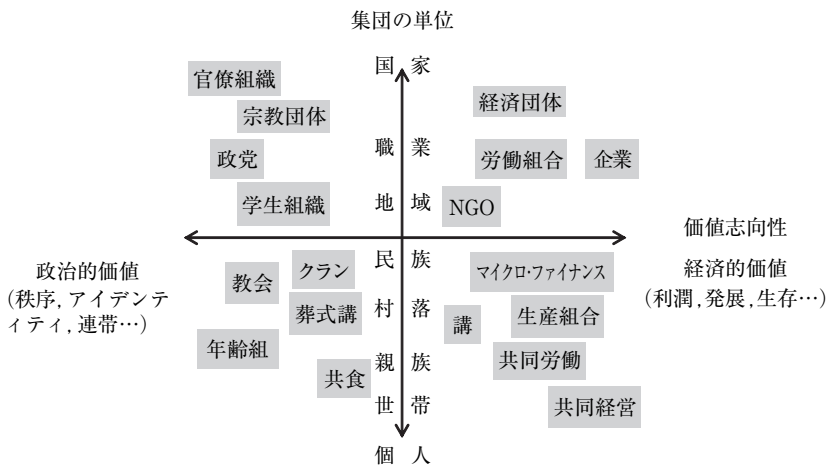 集団の単位
国 家
官僚組織
経済団体
宗教団体
職 業
政党
労働組合
企業
地 域
学生組織
NGO
価値志向性
政治的価値
(秩序,アイデンテ
ィティ,連帯…)
経済的価値
(利潤,発展,生存…)
民 族
クラン
教会
マイクロ・ファイナンス
村 落
葬式講
講
生産組合
年齢組
親 族
共同労働
共食
世 帯
共同経営
個 人